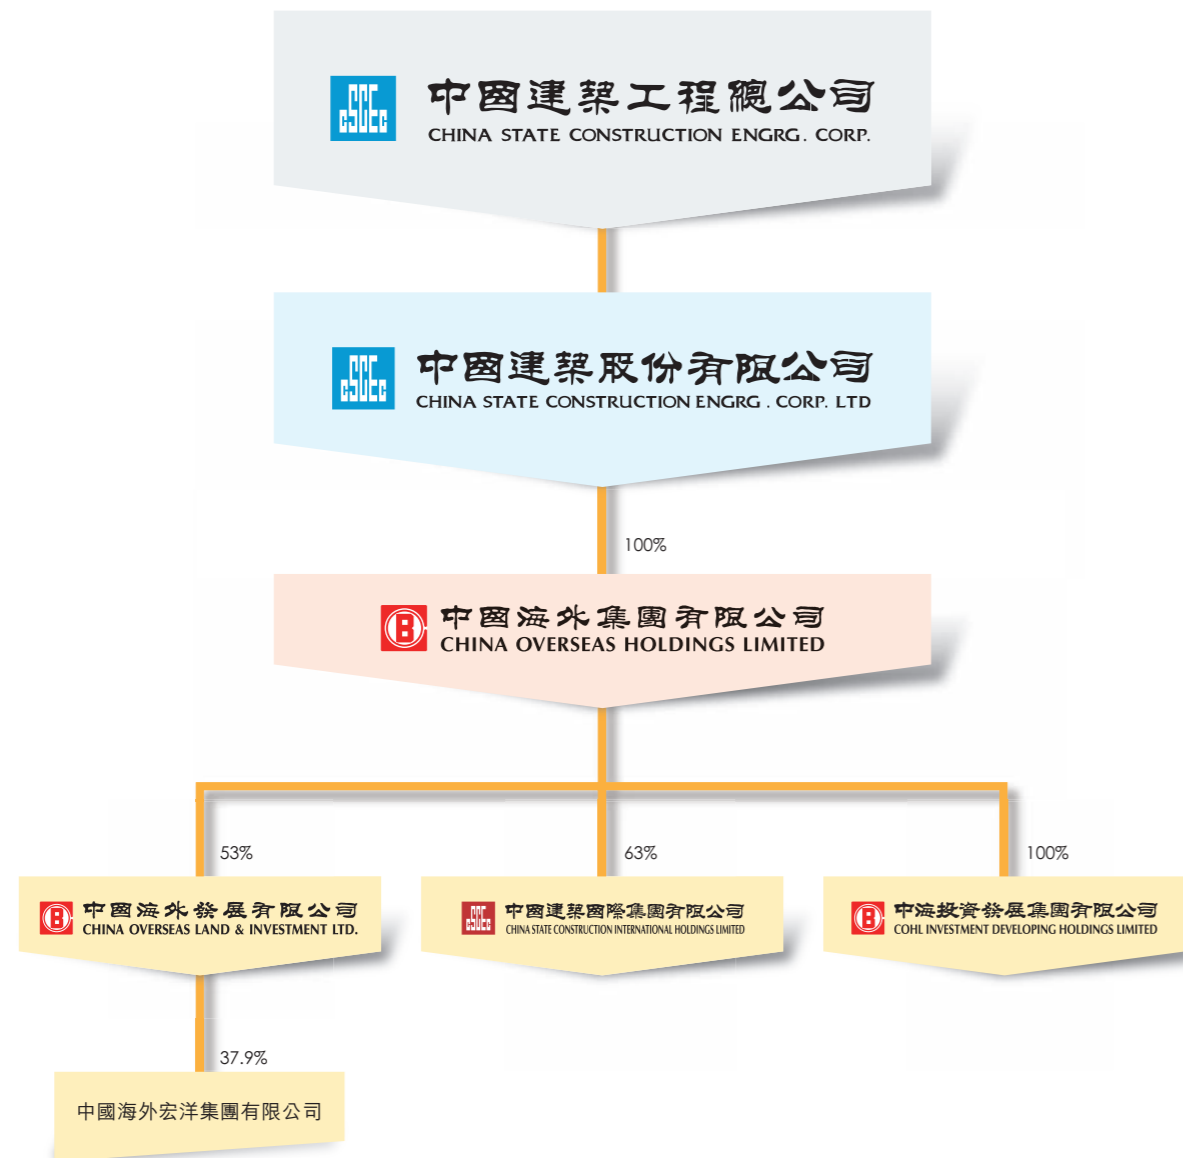 CSCEC
中國建築工程總公司
CHINA STATE CONSTRUCTION ENGRG. CORP.
CSCEC
中國建築股份有限公司
CHINA STATE CONSTRUCTION ENGRG . CORP. LTD
100%
中國海外集團有限公司
CHINA OVERSEAS HOLDINGS LIMITED
53%
63%
100%
中國海外發展有限公司
CHINA OVERSEAS LAND & INVESTMENT LTD.
CSCEC
中國建築國際集團有限公司
CHINA STATE CONSTRUCTION INTERNATIONAL HOLDINGS LIMITED
中海投資發展集團有限公司
COHL INVESTMENT DEVELOPING HOLDINGS LIMITED
37.9%
中國海外宏洋集團有限公司